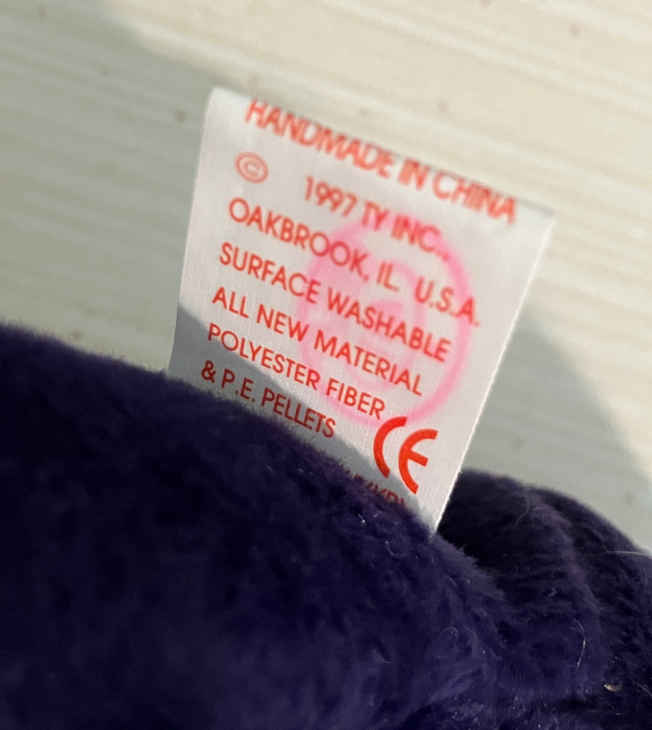 HANDMADE IN CHINA
© 1997 TY INC.,
OAKBROOK, IL. U.S.A.
SURFACE WASHABLE
ALL NEW MATERIAL
POLYESTER FIBER
& P.E. PELLETS
CE